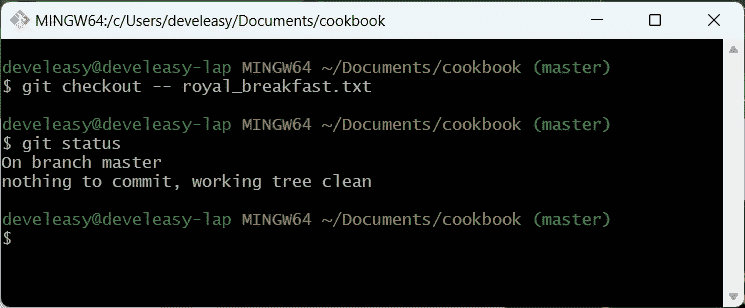 MINGW64:/c/Users/develeasy/Documents/cookbook
develeasy@develeasy-lap MINGW64 ~/Documents/cookbook (master)
$ git checkout -- royal_breakfast.txt
develeasy@develeasy-lap MINGW64 ~/Documents/cookbook (master)
$ git status
On branch master
nothing to commit, working tree clean
develeasy@develeasy-lap MINGW64 ~/Documents/cookbook (master)
$